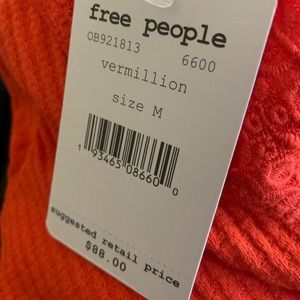 free people
OB921813 6600
vermillion
size M
1 93465 08660 0
suggested retail price
$88.00